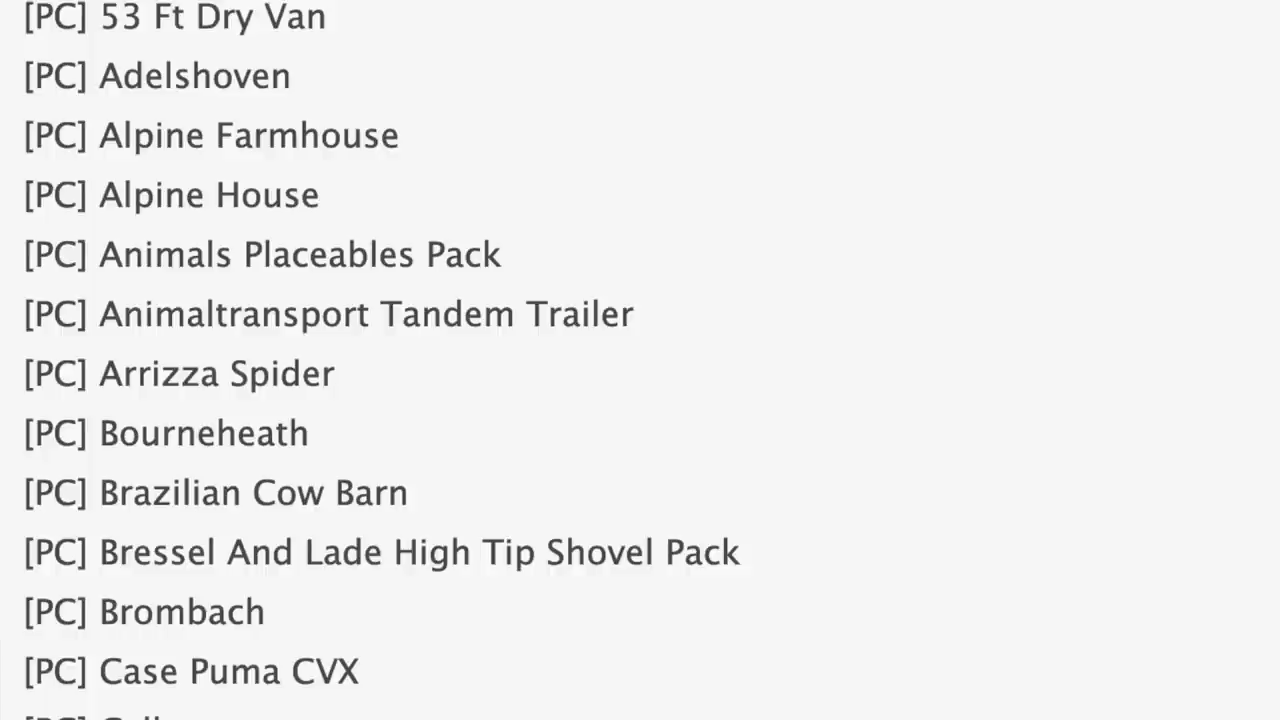 [PC] 53 Ft Dry Van
[PC] Adelshoven
[PC] Alpine Farmhouse
[PC] Alpine House
[PC] Animals Placeables Pack
[PC] Animaltransport Tandem Trailer
[PC] Arrizza Spider
[PC] Bourneheath
[PC] Brazilian Cow Barn
[PC] Bressel And Lade High Tip Shovel Pack
[PC] Brombach
[PC] Case Puma CVX
[PC]